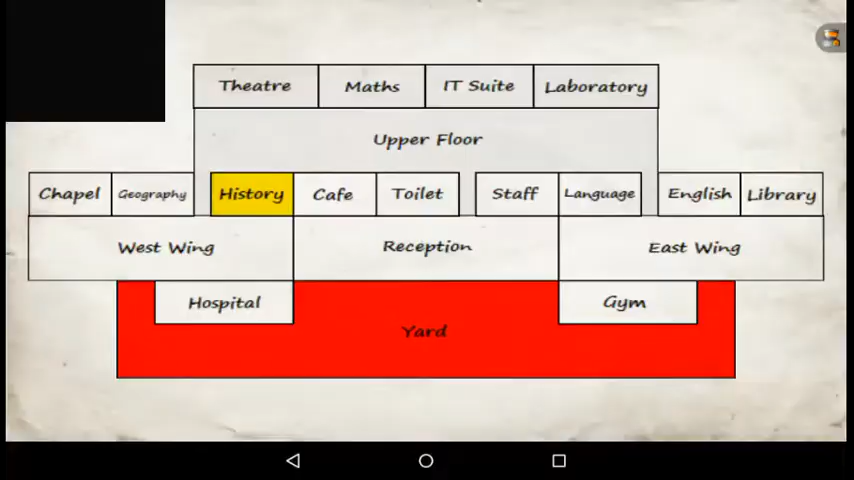 Theatre Maths IT Suite Laboratory
Upper Floor
Chapel Geography History Cafe Toilet Staff Language English Library
West Wing Reception East Wing
Hospital Gym
Yard